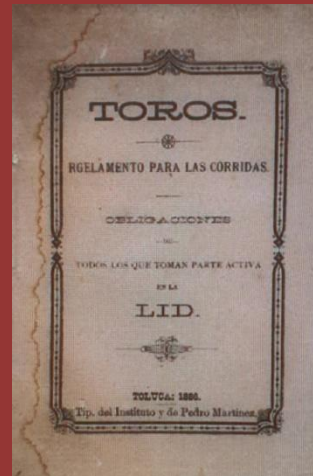 TOROS.
RGELAMENTO PARA LAS CORRIDAS.
OBLIGACIONES
DE
TODOS LOS QUE TOMAN PARTE ACTIVA
EN LA
LID.
TOLUCA: 1886.
Tip. del Instituto y de Pedro Martinez.